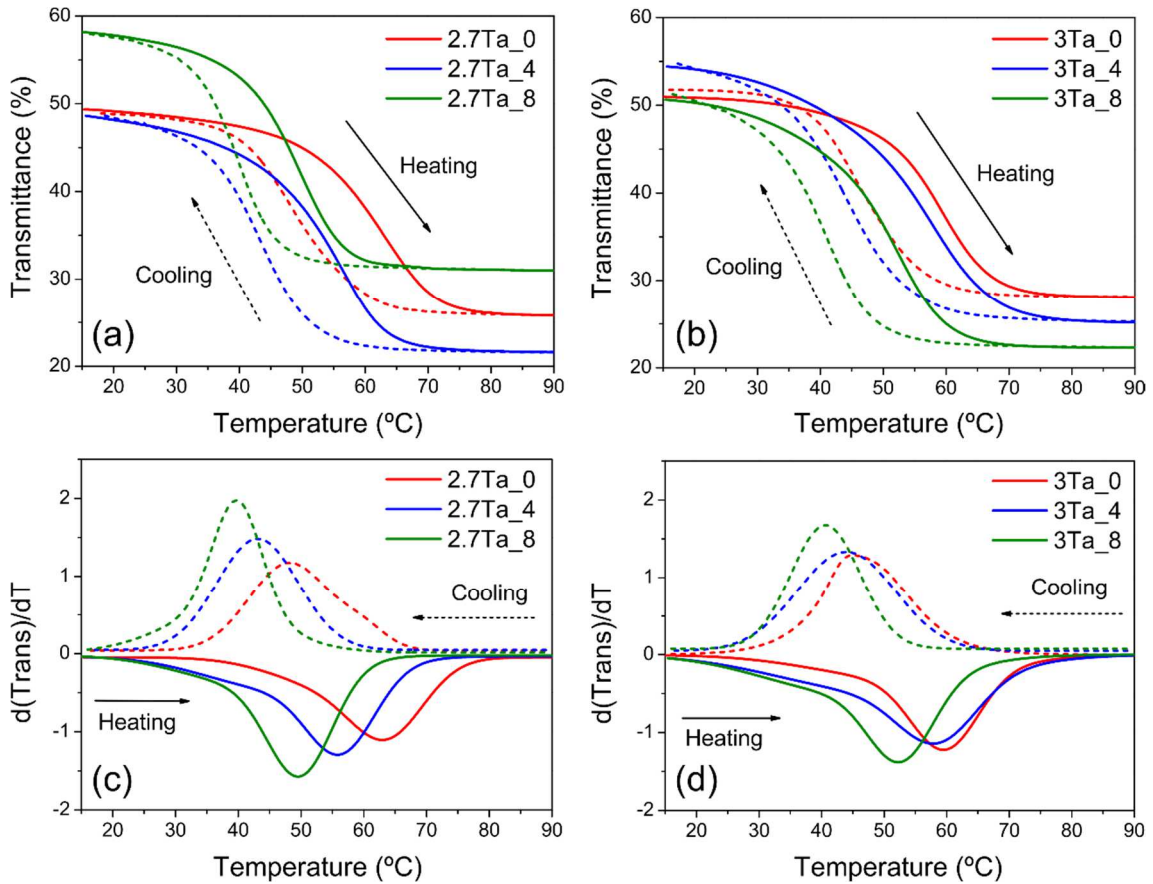 60
50
40
30
20
Transmittance (%)
2.7Ta_0
2.7Ta_4
2.7Ta_8
Heating
Cooling
(a)
20 30 40 50 60 70 80 90
Temperature (ºC)
60
50
40
30
20
Transmittance (%)
3Ta_0
3Ta_4
3Ta_8
Heating
Cooling
(b)
20 30 40 50 60 70 80 90
Temperature (ºC)
2
1
0
-1
-2
d(Trans)/dT
2.7Ta_0
2.7Ta_4
2.7Ta_8
Cooling
Heating
(c)
20 30 40 50 60 70 80 90
Temperature (ºC)
2
1
0
-1
-2
d(Trans)/dT
3Ta_0
3Ta_4
3Ta_8
Cooling
Heating
(d)
20 30 40 50 60 70 80 90
Temperature (ºC)